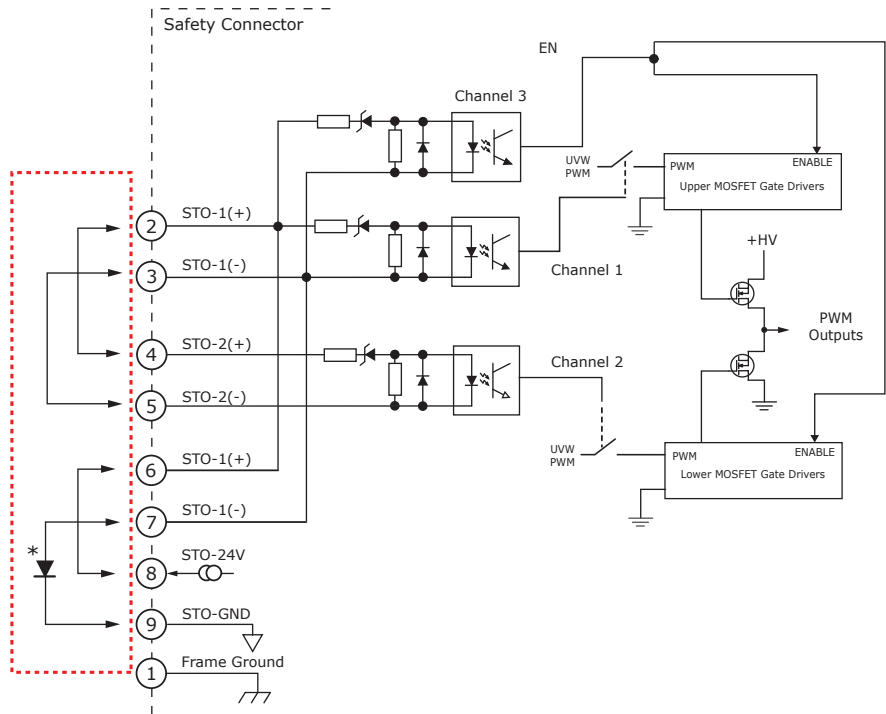 Safety Connector
EN
Channel 3
UVW
PWM
PWM
ENABLE
Upper MOSFET Gate Drivers
2
STO-1(+)
3
STO-1(-)
Channel 1
+HV
PWM
Outputs
4
STO-2(+)
Channel 2
5
STO-2(-)
UVW
PWM
PWM
ENABLE
Lower MOSFET Gate Drivers
6
STO-1(+)
7
STO-1(-)
*
8
STO-24V
9
STO-GND
1
Frame Ground